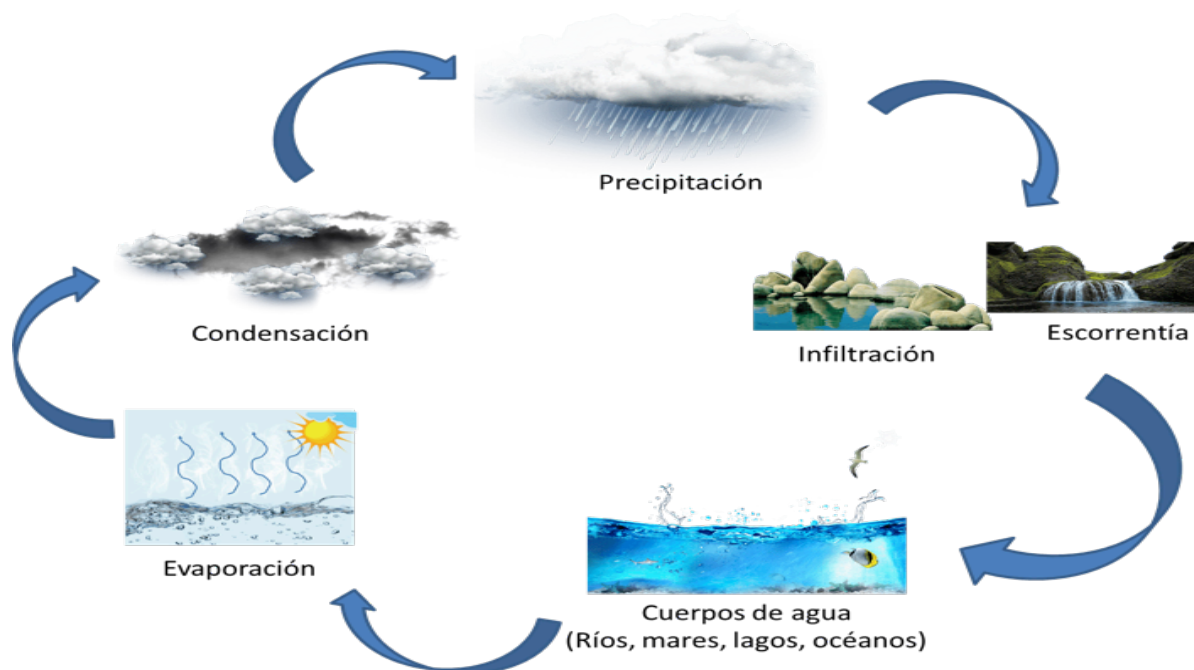 Precipitación
Condensación
Infiltración
Escorrentía
Evaporación
Cuerpos de agua
(Ríos, mares, lagos, océanos)